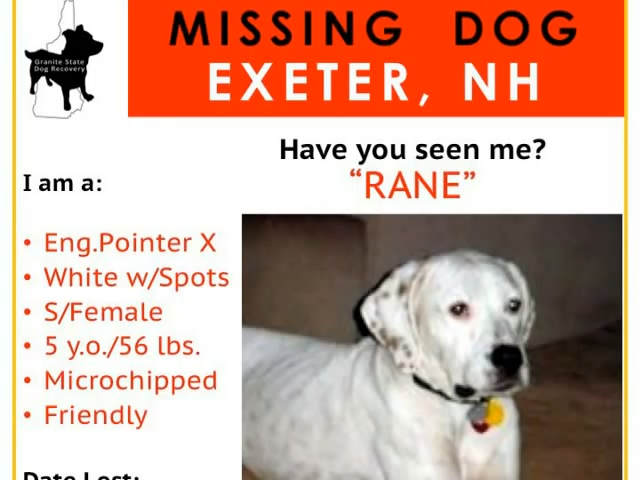 MISSING DOG
EXETER, NH
Granite State
Dog Recovery
Have you seen me?
"RANE"
I am a:
• Eng.Pointer X
• White w/Spots
• S/Female
• 5 y.o./56 lbs.
• Microchipped
• Friendly
Date Lost: